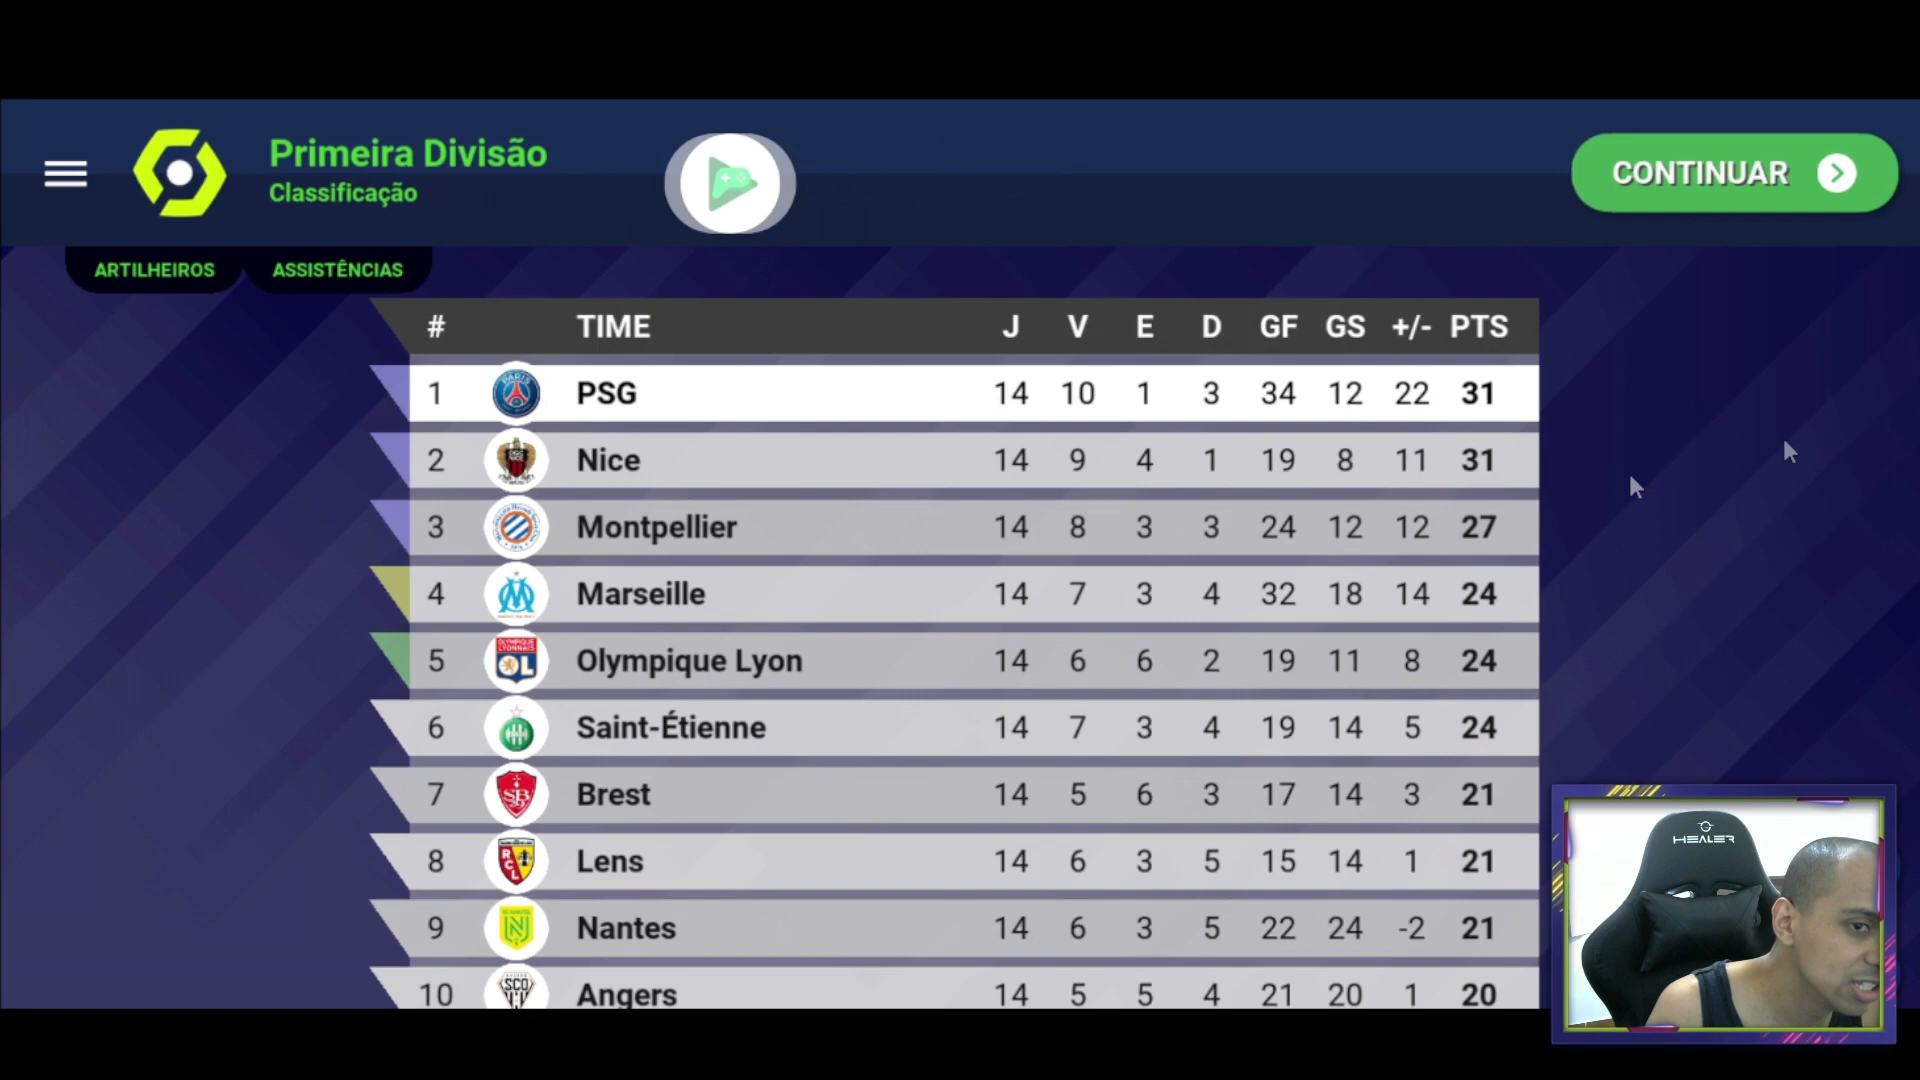 Primeira Divisão
Classificação
CONTINUAR
ARTILHEIROS ASSISTÊNCIAS
# TIME J V E D GF GS +/- PTS
1 PSG 14 10 1 3 34 12 22 31
2 Nice 14 9 4 1 19 8 11 31
3 Montpellier 14 8 3 3 24 12 12 27
4 Marseille 14 7 3 4 32 18 14 24
5 Olympique Lyon 14 6 6 2 19 11 8 24
6 Saint-Étienne 14 7 3 4 19 14 5 24
7 Brest 14 5 6 3 17 14 3 21
8 Lens 14 6 3 5 15 14 1 21
9 Nantes 14 6 3 5 22 24 -2 21
10 Angers 14 5 5 4 21 20 1 20
HEALER